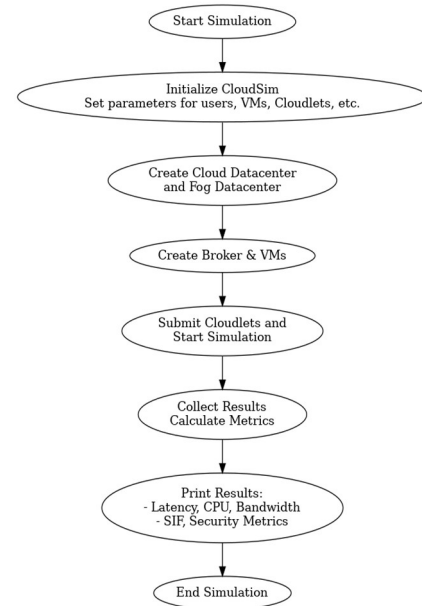 Start Simulation
Initialize CloudSim
Set parameters for users, VMs, Cloudlets, etc.
Create Cloud Datacenter
and Fog Datacenter
Create Broker & VMs
Submit Cloudlets and
Start Simulation
Collect Results
Calculate Metrics
Print Results:
- Latency, CPU, Bandwidth
- SIF, Security Metrics
End Simulation